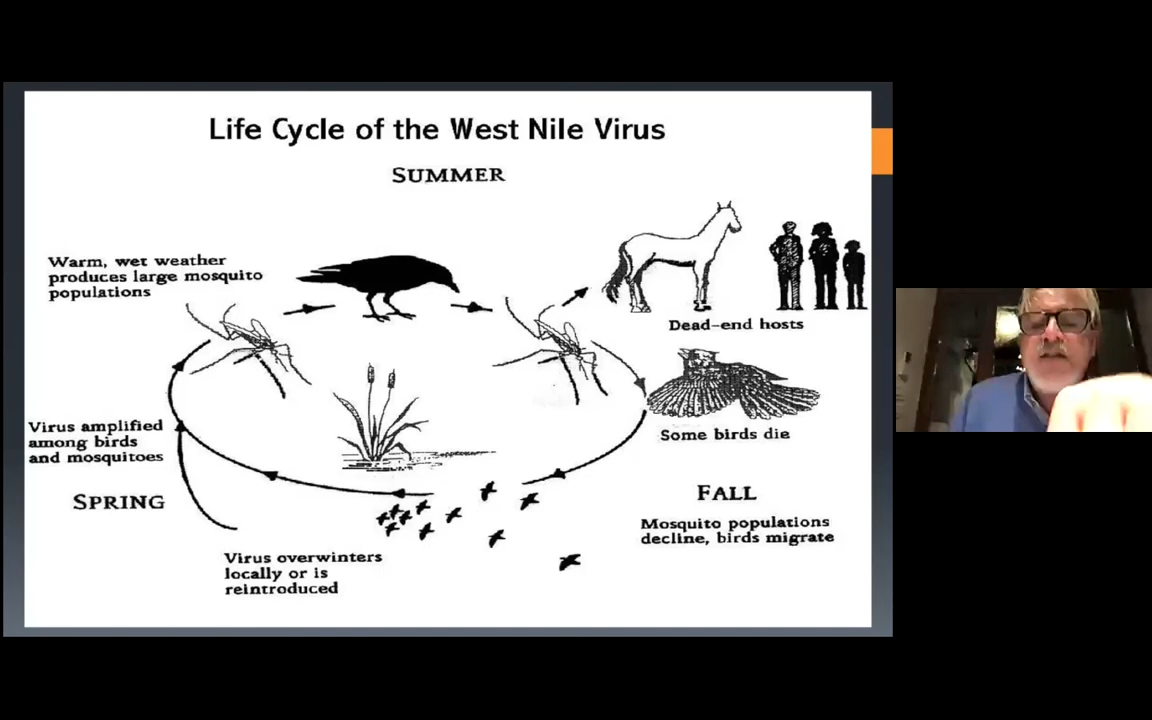 Life Cycle of the West Nile Virus
SUMMER
Warm, wet weather
produces large mosquito
populations
Dead-end hosts
Some birds die
Virus amplified
among birds
and mosquitoes
SPRING
FALL
Mosquito populations
decline, birds migrate
Virus overwinters
locally or is
reintroduced